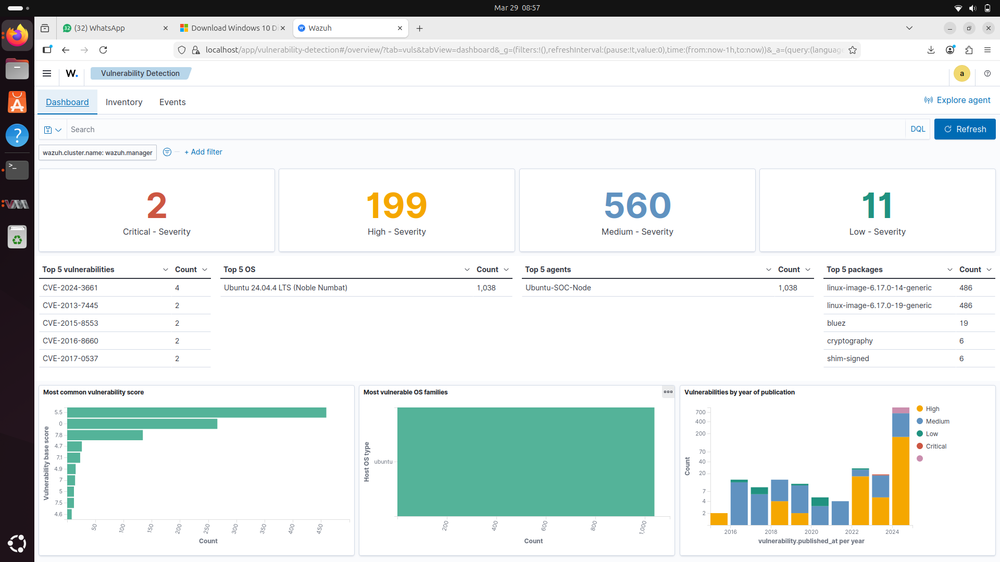 Mar 29 08:57
32 (32) WhatsApp
Download Windows 10 D
W Wazuh
localhost/app/vulnerability-detection#/overview/?tab=vuls&tabView=dashboard&_g=(filters:!(),refreshInterval:(pause:!t,value:0),time:(from:now-1h,to:now))&_a=(query:(language
W. Vulnerability Detection a
Dashboard Inventory Events Explore agent
Search DQL Refresh
wazuh.cluster.name: wazuh.manager + Add filter
2 199 560 11
Critical - Severity High - Severity Medium - Severity Low - Severity
Top 5 vulnerabilities Count
CVE-2024-3661 4
CVE-2013-7445 2
CVE-2015-8553 2
CVE-2016-8660 2
CVE-2017-0537 2
Top 5 OS Count
Ubuntu 24.04.4 LTS (Noble Numbat) 1,038
Top 5 agents Count
Ubuntu-SOC-Node 1,038
Top 5 packages Count
linux-image-6.17.0-14-generic 486
linux-image-6.17.0-19-generic 486
bluez 19
cryptography 6
shim-signed 6
Most common vulnerability score
Vulnerability base score
5.5
0
7.8
4.7
7.1
4.9
7
5
7.5
4.6
50 100 150 200 250 300 350 400 450
Count
Most vulnerable OS families
Host OS type
ubuntu
200 400 600 800 1,000
Count
Vulnerabilities by year of publication
Count
700
400
200
70
40
20
7
4
2
2016 2018 2020 2022 2024
vulnerability.published_at per year
High
Medium
Low
Critical